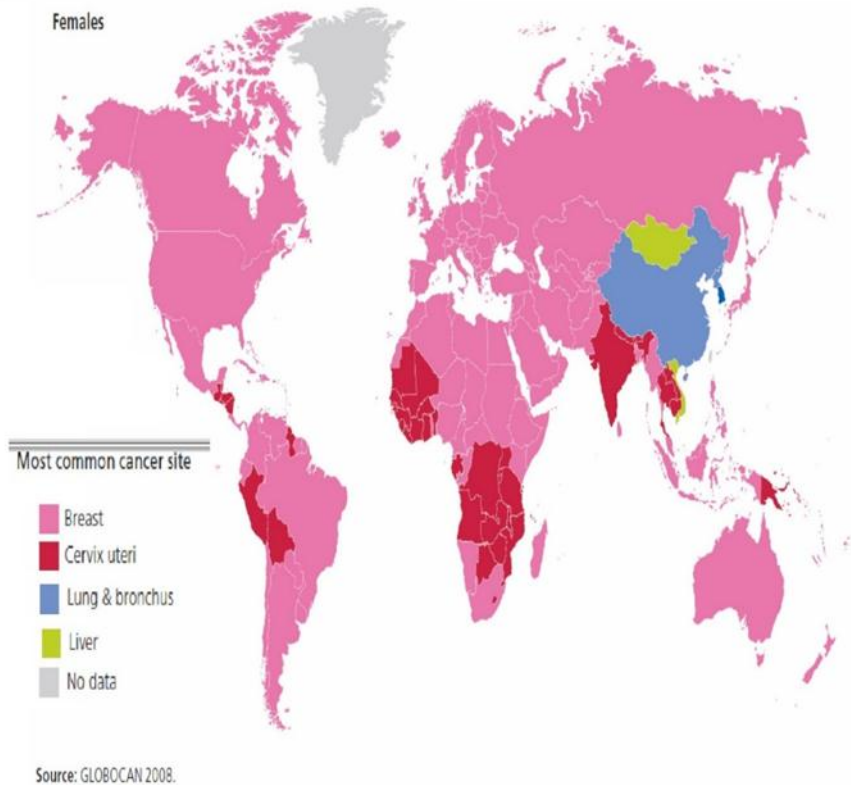 Females
Most common cancer site
Breast
Cervix uteri
Lung & bronchus
Liver
No data
Source: GLOBOCAN 2008.